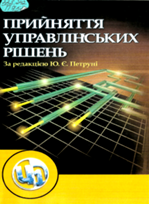 ПРИЙНЯТТЯ
УПРАВЛІНСЬКИХ
РІШЕНЬ
За редакцією Ю. Є. Петруні